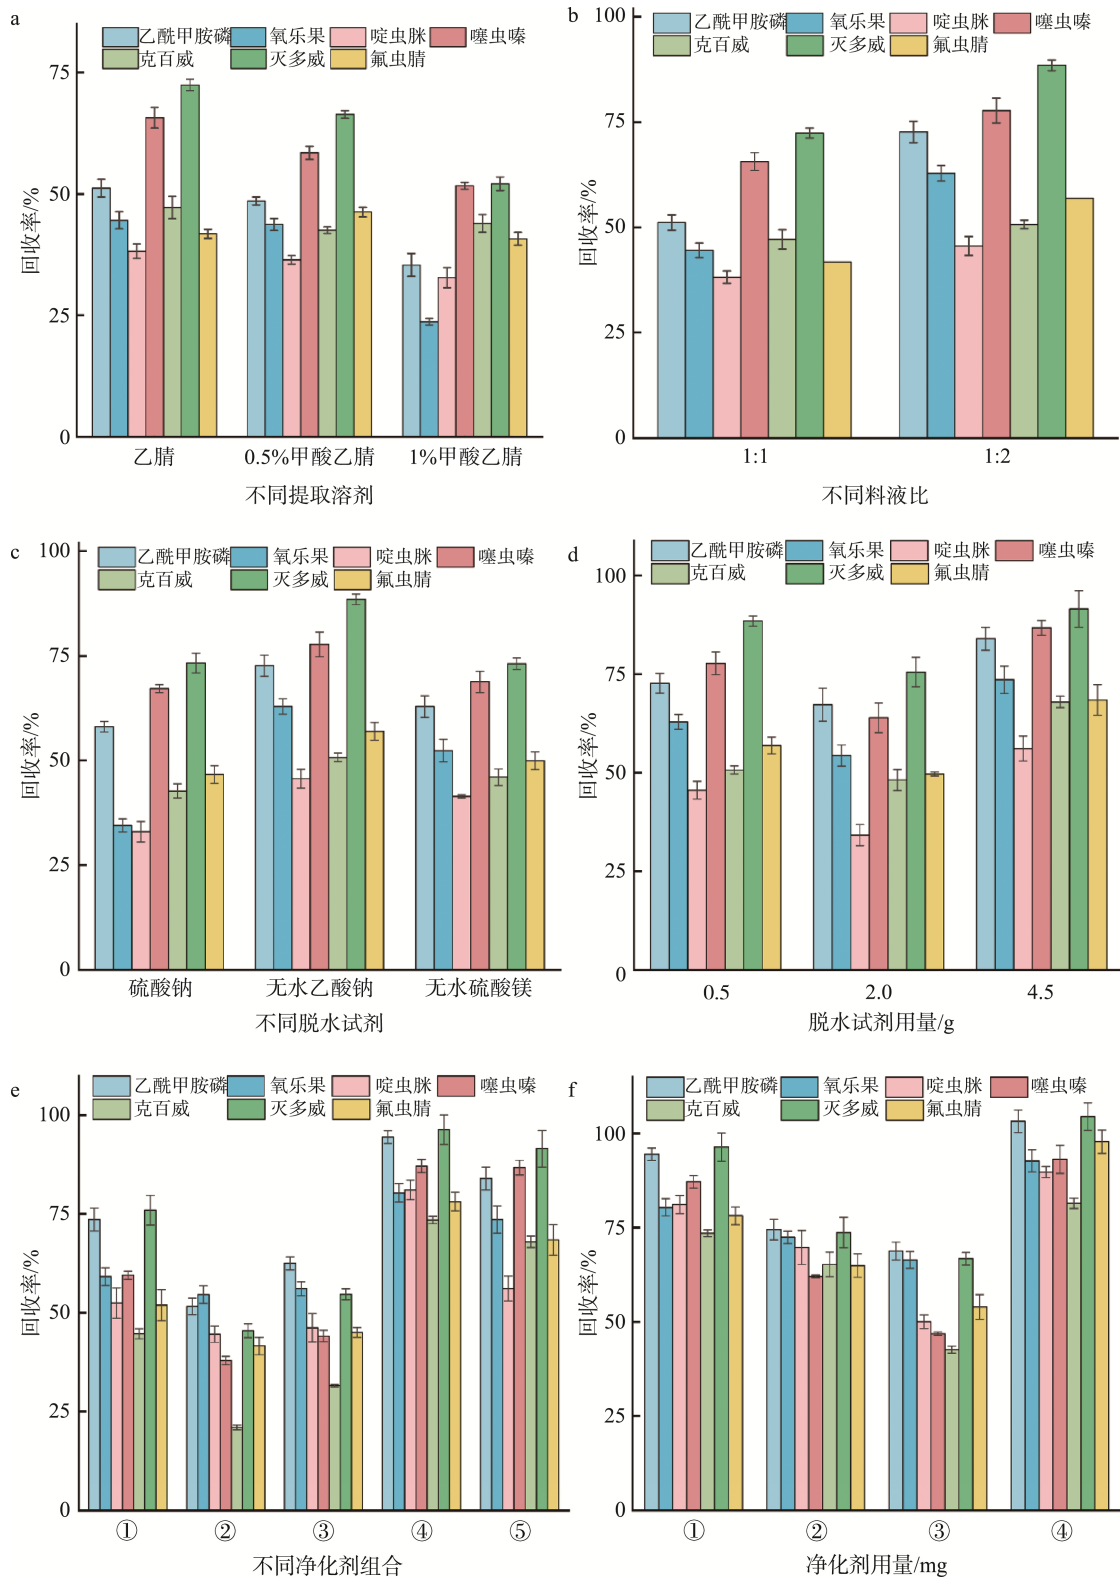 a
乙酰甲胺磷 氧乐果 啶虫脒 噻虫嗪
克百威 灭多威 氟虫腈
75
50
25
0
回收率/%
乙腈 0.5%甲酸乙腈 1%甲酸乙腈
不同提取溶剂
b
100
乙酰甲胺磷 氧乐果 啶虫脒 噻虫嗪
克百威 灭多威 氟虫腈
75
50
25
0
回收率/%
1:1 1:2
不同料液比
c
100
乙酰甲胺磷 氧乐果 啶虫脒 噻虫嗪
克百威 灭多威 氟虫腈
75
50
25
0
回收率/%
硫酸钠 无水乙酸钠 无水硫酸镁
不同脱水试剂
d
乙酰甲胺磷 氧乐果 啶虫脒 噻虫嗪
克百威 灭多威 氟虫腈
100
75
50
25
0
回收率/%
0.5 2.0 4.5
脱水试剂用量/g
e
乙酰甲胺磷 氧乐果 啶虫脒 噻虫嗪
克百威 灭多威 氟虫腈
100
75
50
25
0
回收率/%
① ② ③ ④ ⑤
不同净化剂组合
f
乙酰甲胺磷 氧乐果 啶虫脒 噻虫嗪
克百威 灭多威 氟虫腈
100
75
50
25
0
回收率/%
① ② ③ ④
净化剂用量/mg